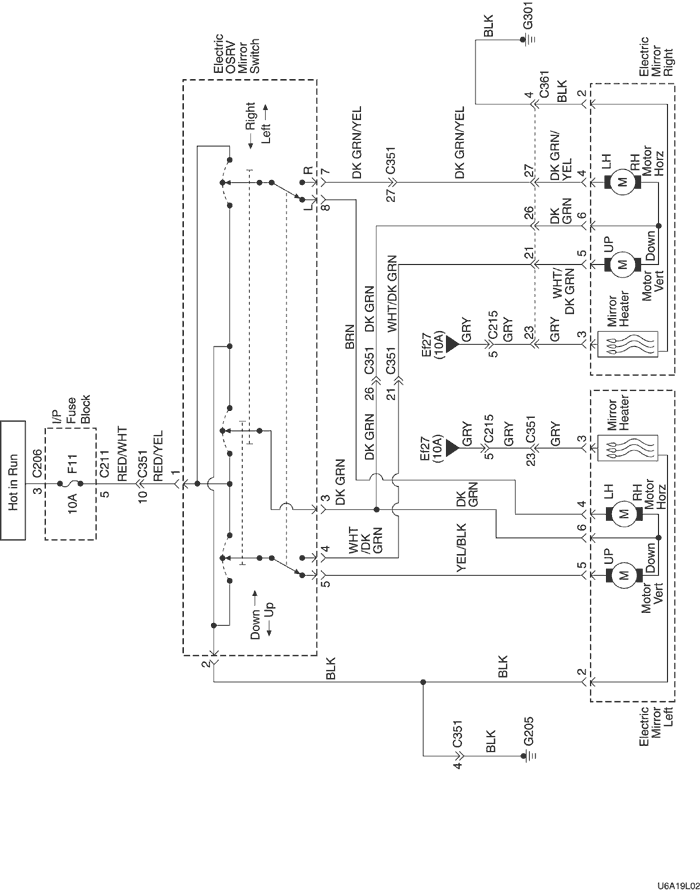 Hot in Run
3 C206
I/P
Fuse
Block
F11
10A
5 C211
RED/WHT
10 C351
RED/YEL
1
Electric
OSRV
Mirror
Switch
Right
Left
Down
Up
R
L
7
8
3
4
5
2
DK GRN/YEL
27 C351
DK GRN/YEL
BRN
DK GRN
26 C351
DK GRN
WHT/DK GRN
21 C351
DK GRN
WHT
/DK
GRN
DK
GRN
YEL/BLK
BLK
BLK
4 C351
BLK
G205
BLK
G301
4 C361
BLK
2
27
DK GRN/
YEL
4
26
DK
GRN
6
21
WHT/
DK GRN
5
Ef27
(10A)
GRY
5 C215
GRY
23
GRY
3
Electric
Mirror
Right
LH
M
RH
Motor
Horz
UP
M
Down
Motor
Vert
Mirror
Heater
Ef27
(10A)
GRY
5 C215
GRY
23 C351
GRY
3
Mirror
Heater
4
LH
M
RH
Motor
Horz
6
5
UP
M
Down
Motor
Vert
2
Electric
Mirror
Left
U6A19L02